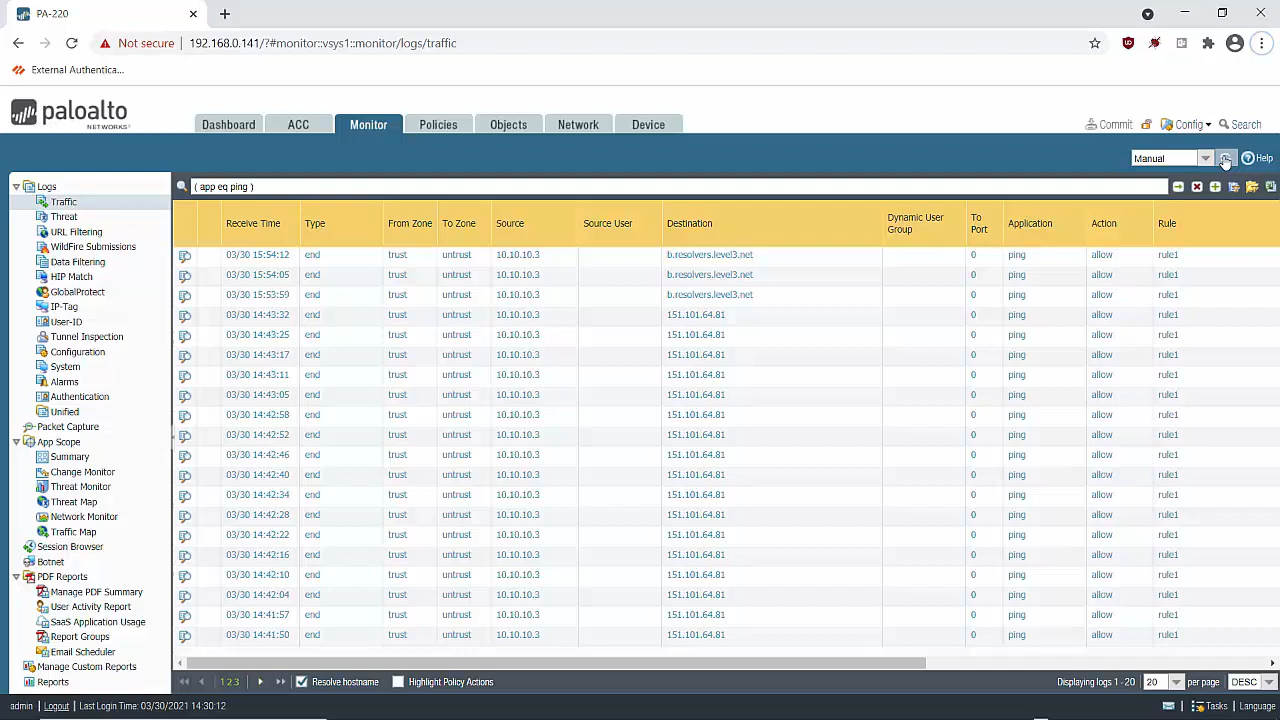 PA-220
Not secure 192.168.0.141/?#monitor::vsys1::monitor/logs/traffic
External Authentica...
paloalto
NETWORKS®
Dashboard ACC Monitor Policies Objects Network Device
Commit Config Search
Manual Help
Logs
Traffic
Threat
URL Filtering
WildFire Submissions
Data Filtering
HIP Match
GlobalProtect
IP-Tag
User-ID
Tunnel Inspection
Configuration
System
Alarms
Authentication
Unified
Packet Capture
App Scope
Summary
Change Monitor
Threat Monitor
Threat Map
Network Monitor
Traffic Map
Session Browser
Botnet
PDF Reports
Manage PDF Summary
User Activity Report
SaaS Application Usage
Report Groups
Email Scheduler
Manage Custom Reports
Reports
( app eq ping )
Receive Time Type From Zone To Zone Source Source User Destination Dynamic User Group To Port Application Action Rule
03/30 15:54:12 end trust untrust 10.10.10.3 b.resolvers.level3.net 0 ping allow rule1
03/30 15:54:05 end trust untrust 10.10.10.3 b.resolvers.level3.net 0 ping allow rule1
03/30 15:53:59 end trust untrust 10.10.10.3 b.resolvers.level3.net 0 ping allow rule1
03/30 14:43:32 end trust untrust 10.10.10.3 151.101.64.81 0 ping allow rule1
03/30 14:43:25 end trust untrust 10.10.10.3 151.101.64.81 0 ping allow rule1
03/30 14:43:17 end trust untrust 10.10.10.3 151.101.64.81 0 ping allow rule1
03/30 14:43:11 end trust untrust 10.10.10.3 151.101.64.81 0 ping allow rule1
03/30 14:43:05 end trust untrust 10.10.10.3 151.101.64.81 0 ping allow rule1
03/30 14:42:58 end trust untrust 10.10.10.3 151.101.64.81 0 ping allow rule1
03/30 14:42:52 end trust untrust 10.10.10.3 151.101.64.81 0 ping allow rule1
03/30 14:42:46 end trust untrust 10.10.10.3 151.101.64.81 0 ping allow rule1
03/30 14:42:40 end trust untrust 10.10.10.3 151.101.64.81 0 ping allow rule1
03/30 14:42:34 end trust untrust 10.10.10.3 151.101.64.81 0 ping allow rule1
03/30 14:42:28 end trust untrust 10.10.10.3 151.101.64.81 0 ping allow rule1
03/30 14:42:22 end trust untrust 10.10.10.3 151.101.64.81 0 ping allow rule1
03/30 14:42:16 end trust untrust 10.10.10.3 151.101.64.81 0 ping allow rule1
03/30 14:42:10 end trust untrust 10.10.10.3 151.101.64.81 0 ping allow rule1
03/30 14:42:04 end trust untrust 10.10.10.3 151.101.64.81 0 ping allow rule1
03/30 14:41:57 end trust untrust 10.10.10.3 151.101.64.81 0 ping allow rule1
03/30 14:41:50 end trust untrust 10.10.10.3 151.101.64.81 0 ping allow rule1
1 2 3 Resolve hostname Highlight Policy Actions Displaying logs 1 - 20 20 per page DESC
admin Logout Last Login Time: 03/30/2021 14:30:12 Tasks Language